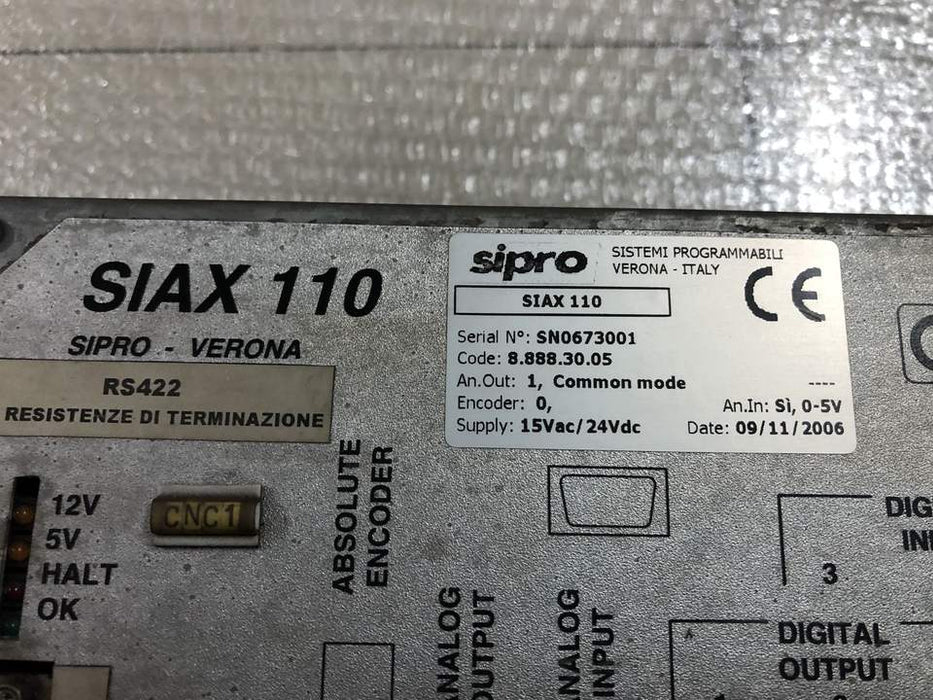 SIAX 110
SIPRO - VERONA
RS422
RESISTENZE DI TERMINAZIONE
sipro
SISTEMI PROGRAMMABILI
VERONA - ITALY
CE
SIAX 110
Serial N°: SN0673001
Code: 8.888.30.05
An.Out: 1, Common mode ----
Encoder: 0, An.In: Sì, 0-5V
Supply: 15Vac/24Vdc Date: 09/11/2006
12V
5V
HALT
OK
CNC1
ABSOLUTE
ENCODER
ANALOG
OUTPUT
ANALOG
INPUT
3
DIGITAL
OUTPUT